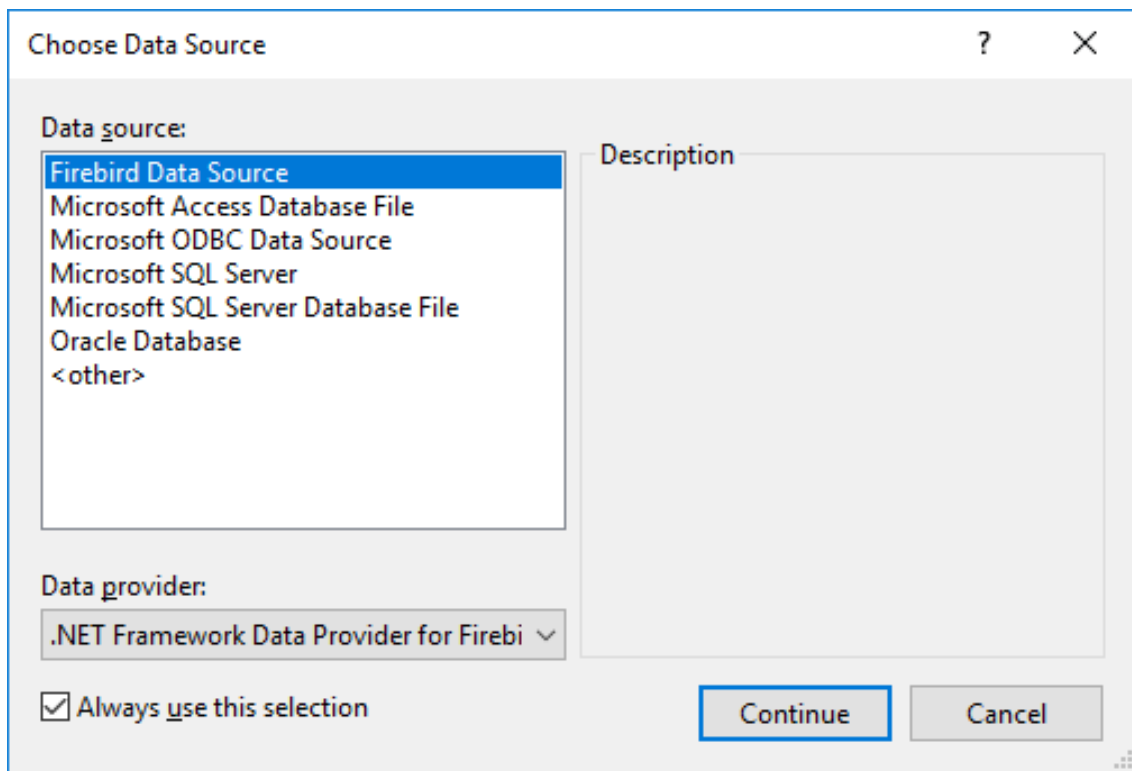 Choose Data Source
?
Data source:
Firebird Data Source
Microsoft Access Database File
Microsoft ODBC Data Source
Microsoft SQL Server
Microsoft SQL Server Database File
Oracle Database
<other>
Description
Data provider:
.NET Framework Data Provider for Firebi
Always use this selection
Continue
Cancel